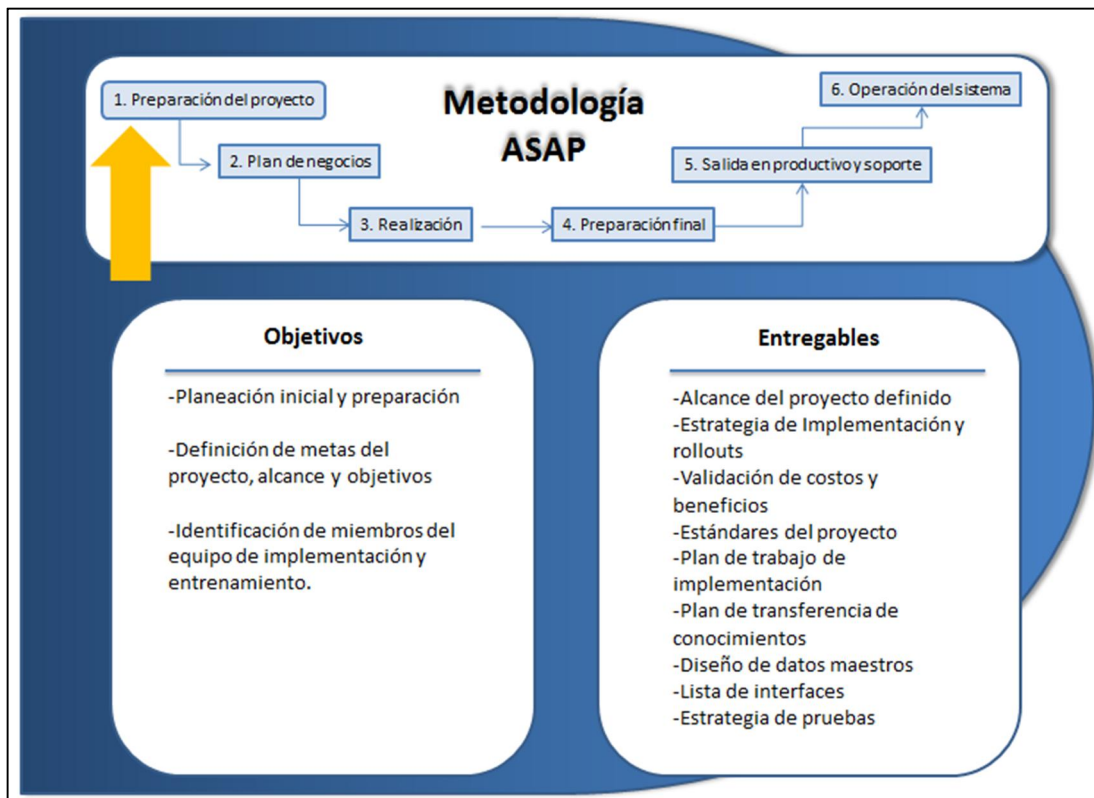 Metodología
ASAP
1. Preparación del proyecto
2. Plan de negocios
3. Realización
4. Preparación final
5. Salida en productivo y soporte
6. Operación del sistema
Objetivos
-Planeación inicial y preparación
-Definición de metas del
proyecto, alcance y objetivos
-Identificación de miembros del
equipo de implementación y
entrenamiento.
Entregables
-Alcance del proyecto definido
-Estrategia de Implementación y
rollouts
-Validación de costos y
beneficios
-Estándares del proyecto
-Plan de trabajo de
implementación
-Plan de transferencia de
conocimientos
-Diseño de datos maestros
-Lista de interfaces
-Estrategia de pruebas